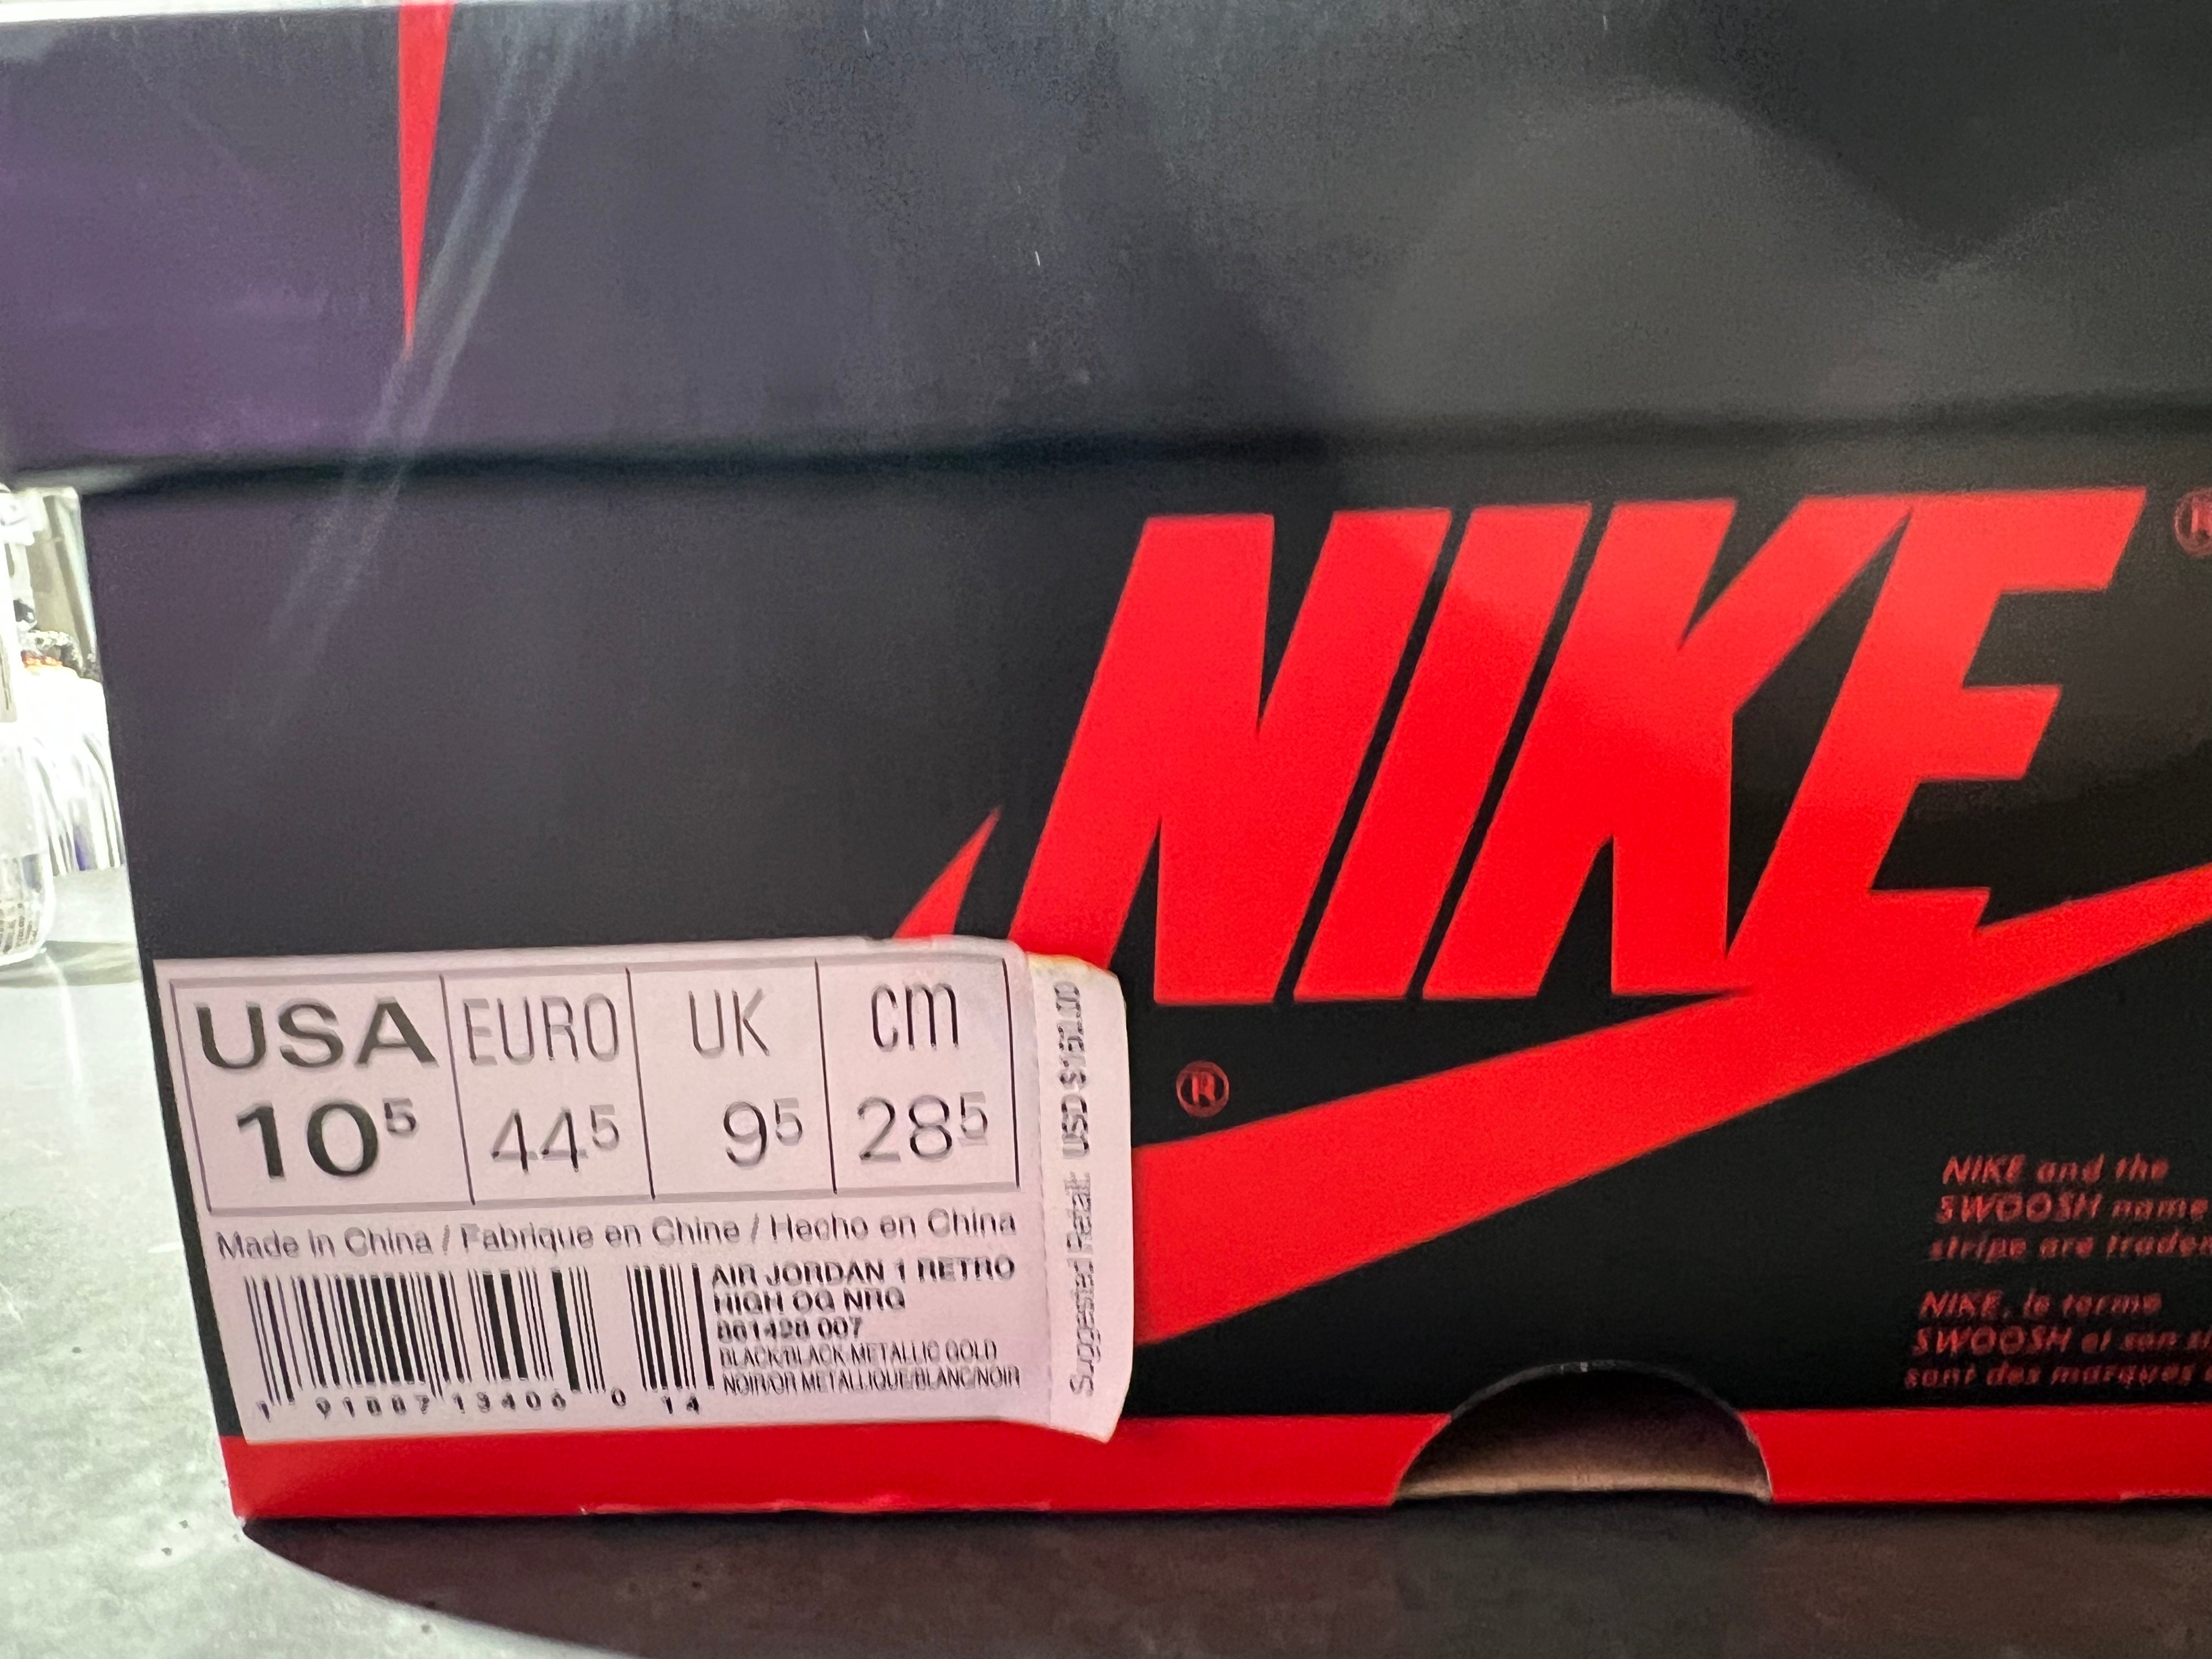 NIKE®
®
USA EURO UK cm
10⁵ 44⁵ 9⁵ 28⁵
Made in China / Fabrique en Chine / Hecho en China
AIR JORDAN 1 RETRO
HIGH OG NRG
861428 007
BLACK/BLACK-METALLIC GOLD
NOIR/OR METALLIQUE/BLANC/NOIR
1 91887 13406 0 14
Suggested Retail: USD $160.00
NIKE and the
SWOOSH name
stripe are
NIKE, le terme
SWOOSH et son
sont des marques